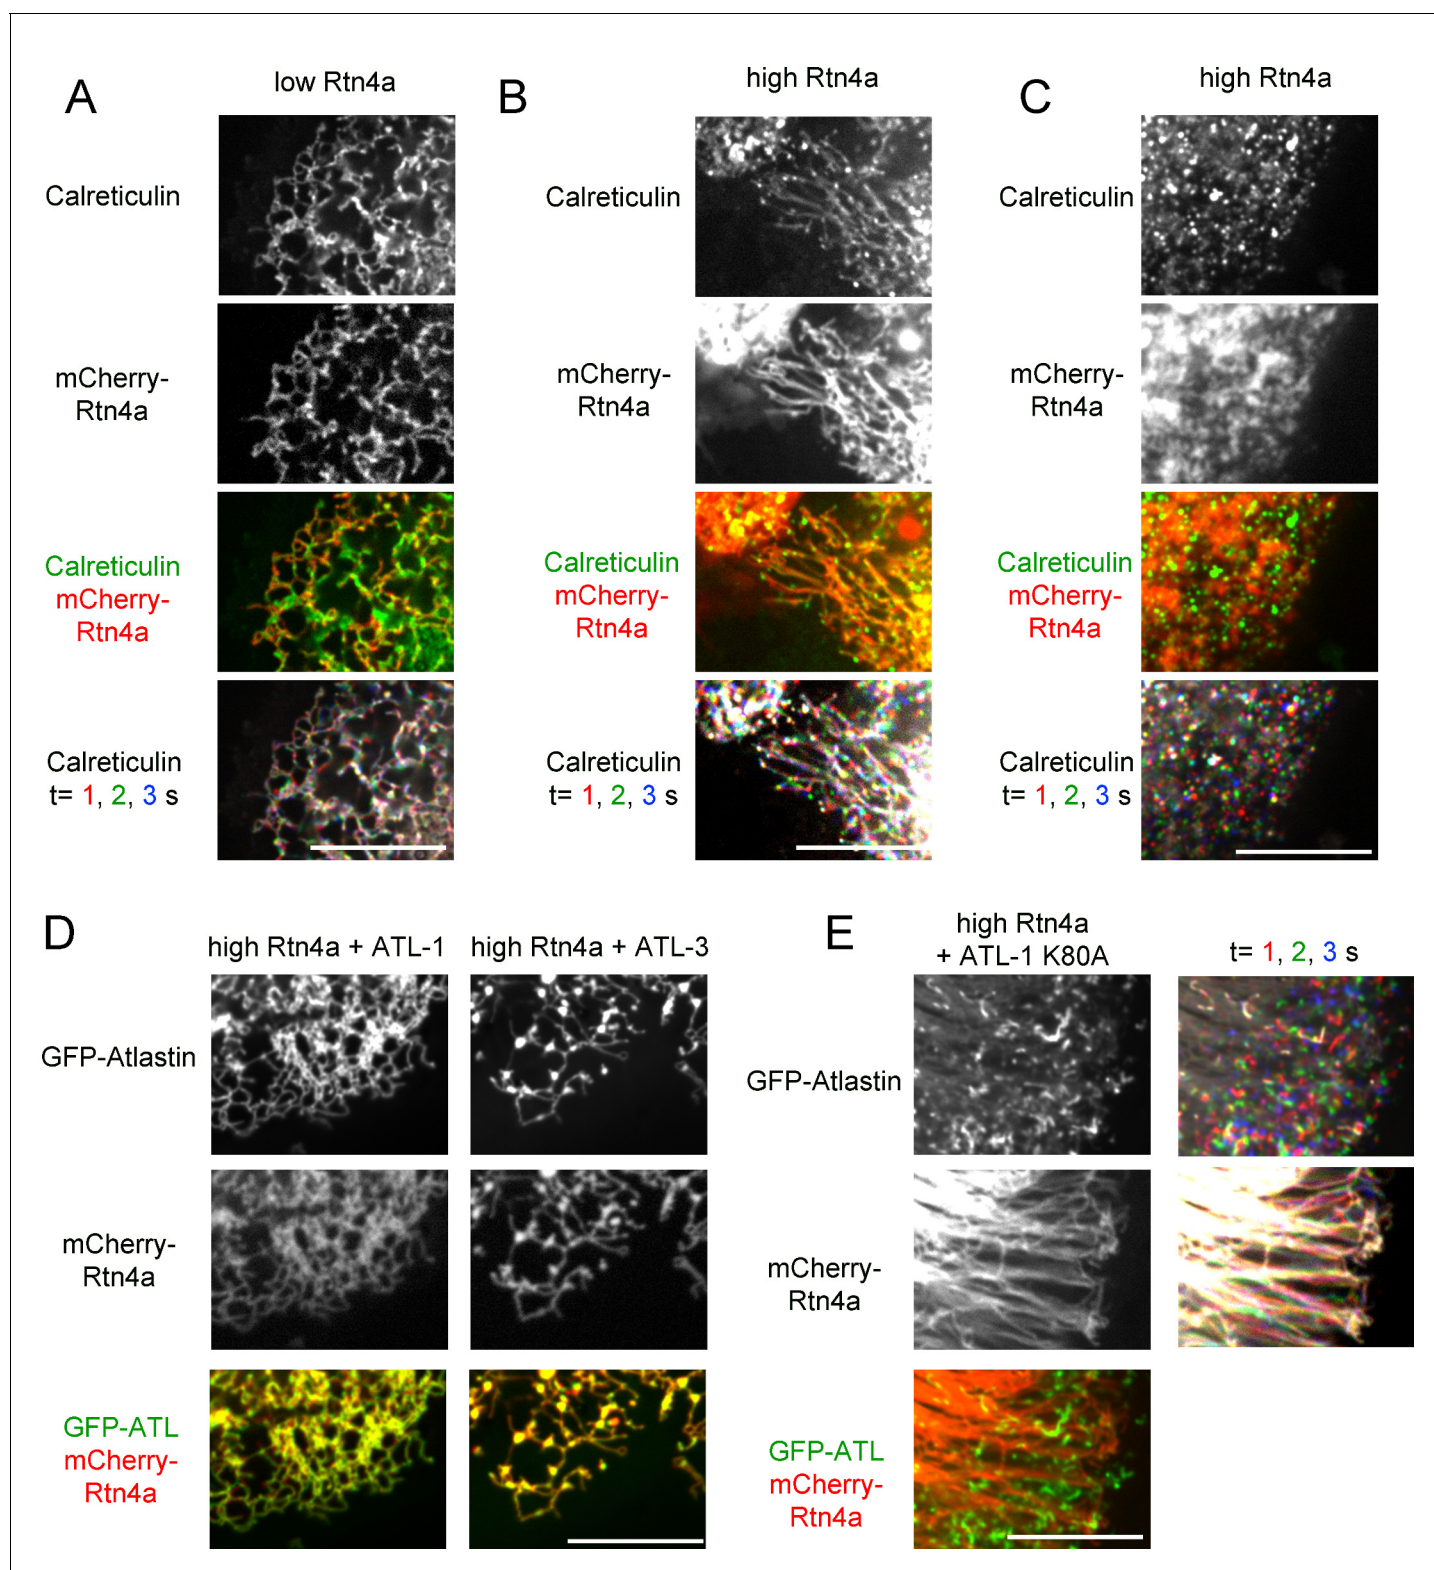 A
low Rtn4a
Calreticulin
mCherry-
Rtn4a
Calreticulin
mCherry-
Rtn4a
Calreticulin
t= 1, 2, 3 s
B
high Rtn4a
Calreticulin
mCherry-
Rtn4a
Calreticulin
mCherry-
Rtn4a
Calreticulin
t= 1, 2, 3 s
C
high Rtn4a
Calreticulin
mCherry-
Rtn4a
Calreticulin
mCherry-
Rtn4a
Calreticulin
t= 1, 2, 3 s
D
high Rtn4a + ATL-1
high Rtn4a + ATL-3
GFP-Atlastin
mCherry-
Rtn4a
GFP-ATL
mCherry-
Rtn4a
E
high Rtn4a
+ ATL-1 K80A
t= 1, 2, 3 s
GFP-Atlastin
mCherry-
Rtn4a
GFP-ATL
mCherry-
Rtn4a